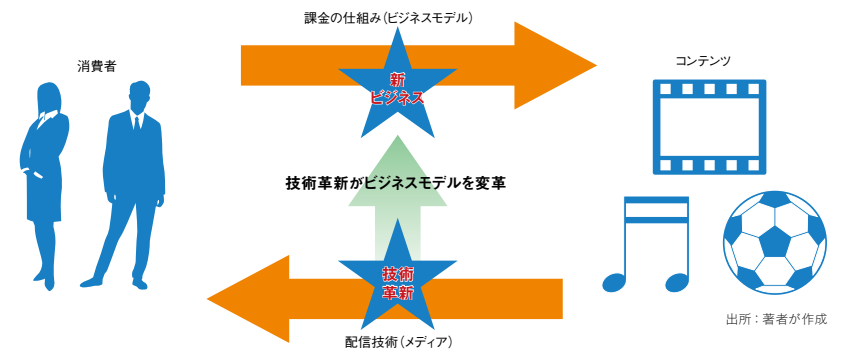 課金の仕組み(ビジネスモデル)
消費者
コンテンツ
新
ビジネス
技術革新がビジネスモデルを変革
技術
革新
出所:著者が作成
配信技術(メディア)